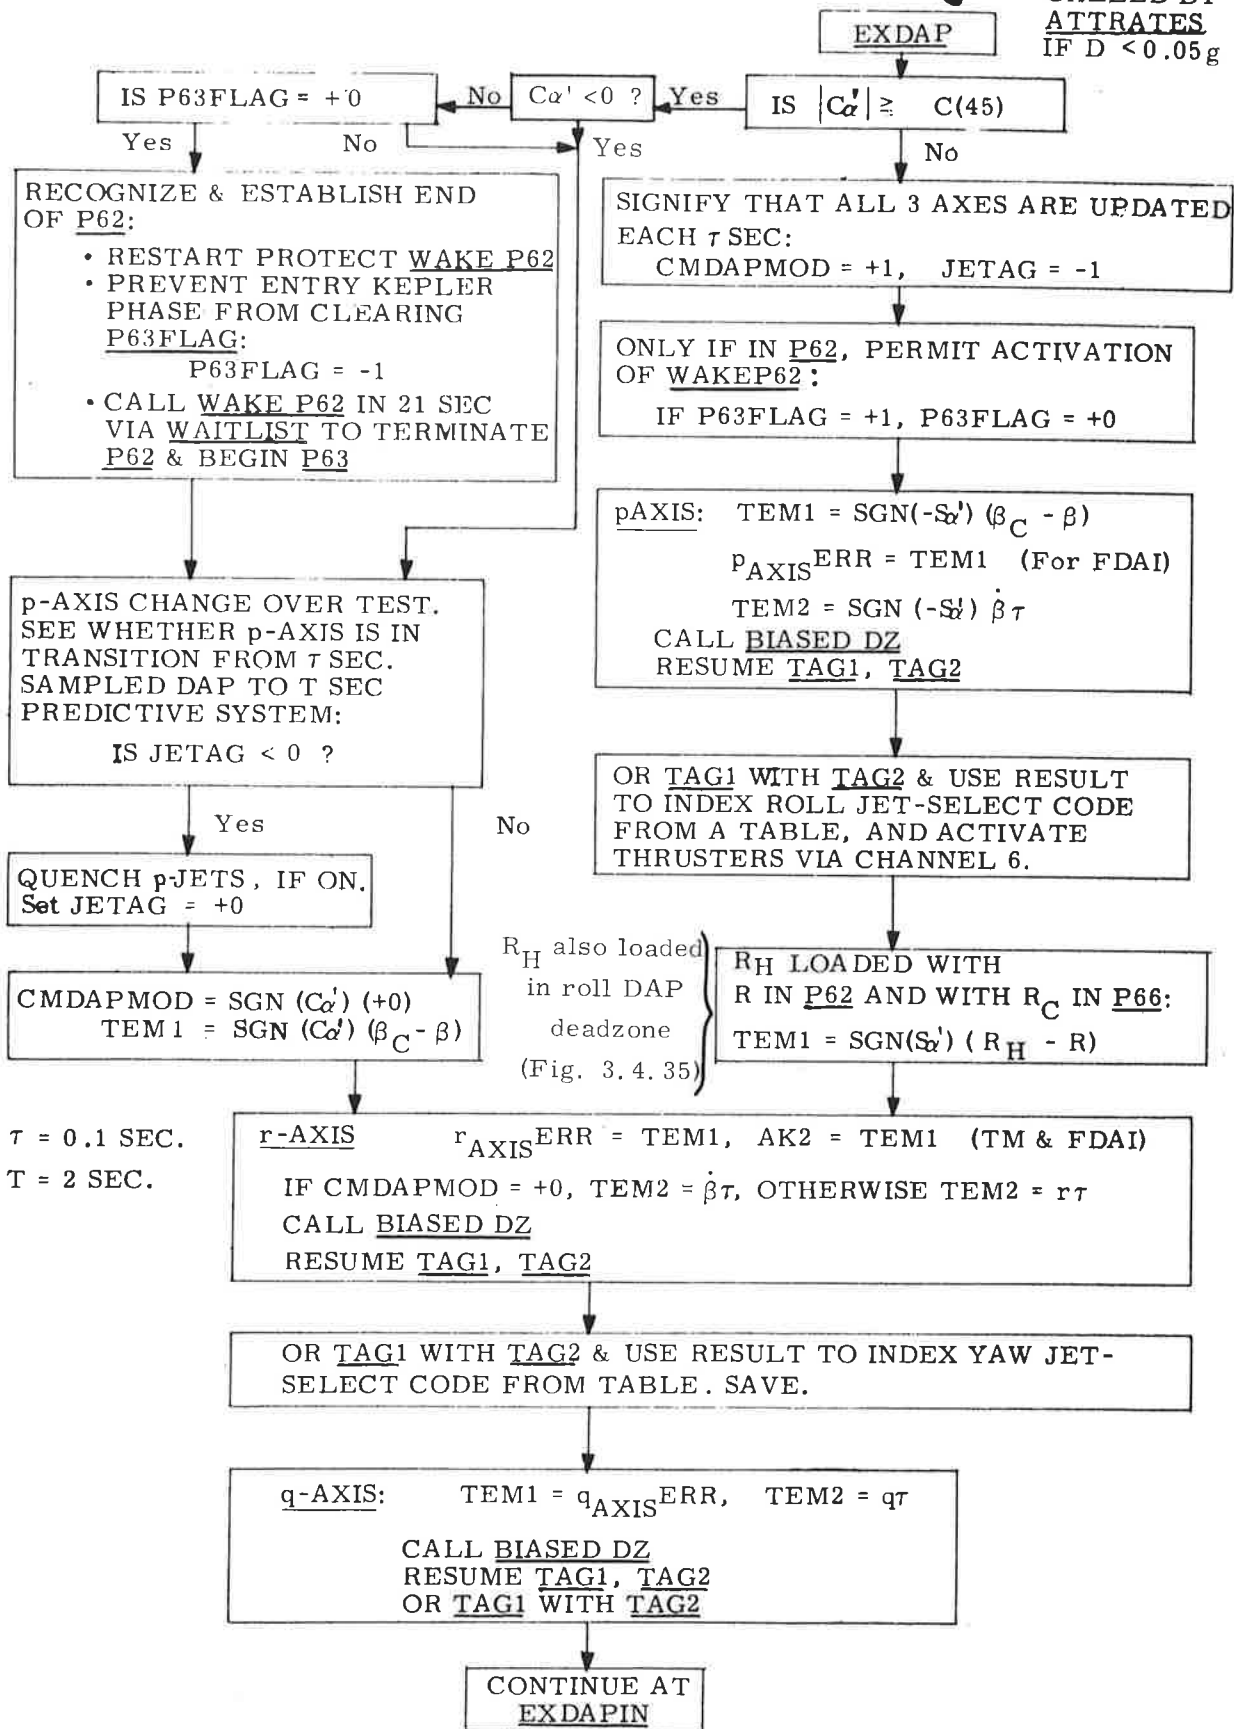 CALLED BY
ATTRATES
IF D < 0.05g
EXDAP
IS |Cα'| ≥ C(45)
Yes
Cα' < 0 ?
No
IS P63FLAG = +0
Yes
No
Yes
No
RECOGNIZE & ESTABLISH END
OF P62:
• RESTART PROTECT WAKE P62
• PREVENT ENTRY KEPLER
PHASE FROM CLEARING
P63FLAG:
P63FLAG = -1
• CALL WAKE P62 IN 21 SEC
VIA WAITLIST TO TERMINATE
P62 & BEGIN P63
SIGNIFY THAT ALL 3 AXES ARE UPDATED
EACH τ SEC:
CMDAPMOD = +1, JETAG = -1
ONLY IF IN P62, PERMIT ACTIVATION
OF WAKEP62:
IF P63FLAG = +1, P63FLAG = +0
pAXIS: TEM1 = SGN(-Sα') (βC - β)
pAXISERR = TEM1 (For FDAI)
TEM2 = SGN (-Sα') β̇τ
CALL BIASED DZ
RESUME TAG1, TAG2
p-AXIS CHANGE OVER TEST.
SEE WHETHER p-AXIS IS IN
TRANSITION FROM τ SEC.
SAMPLED DAP TO T SEC
PREDICTIVE SYSTEM:
IS JETAG < 0 ?
OR TAG1 WITH TAG2 & USE RESULT
TO INDEX ROLL JET-SELECT CODE
FROM A TABLE, AND ACTIVATE
THRUSTERS VIA CHANNEL 6.
Yes
No
QUENCH p-JETS, IF ON.
Set JETAG = +0
RH also loaded
in roll DAP
deadzone
(Fig. 3.4.35)
RH LOADED WITH
R IN P62 AND WITH RC IN P66:
TEM1 = SGN(Sα') ( RH - R)
CMDAPMOD = SGN (Cα') (+0)
TEM1 = SGN (Cα') (βC - β)
τ = 0.1 SEC.
T = 2 SEC.
r-AXIS rAXISERR = TEM1, AK2 = TEM1 (TM & FDAI)
IF CMDAPMOD = +0, TEM2 = β̇τ, OTHERWISE TEM2 = rτ
CALL BIASED DZ
RESUME TAG1, TAG2
OR TAG1 WITH TAG2 & USE RESULT TO INDEX YAW JET-
SELECT CODE FROM TABLE. SAVE.
q-AXIS: TEM1 = qAXISERR, TEM2 = qτ
CALL BIASED DZ
RESUME TAG1, TAG2
OR TAG1 WITH TAG2
CONTINUE AT
EXDAPIN